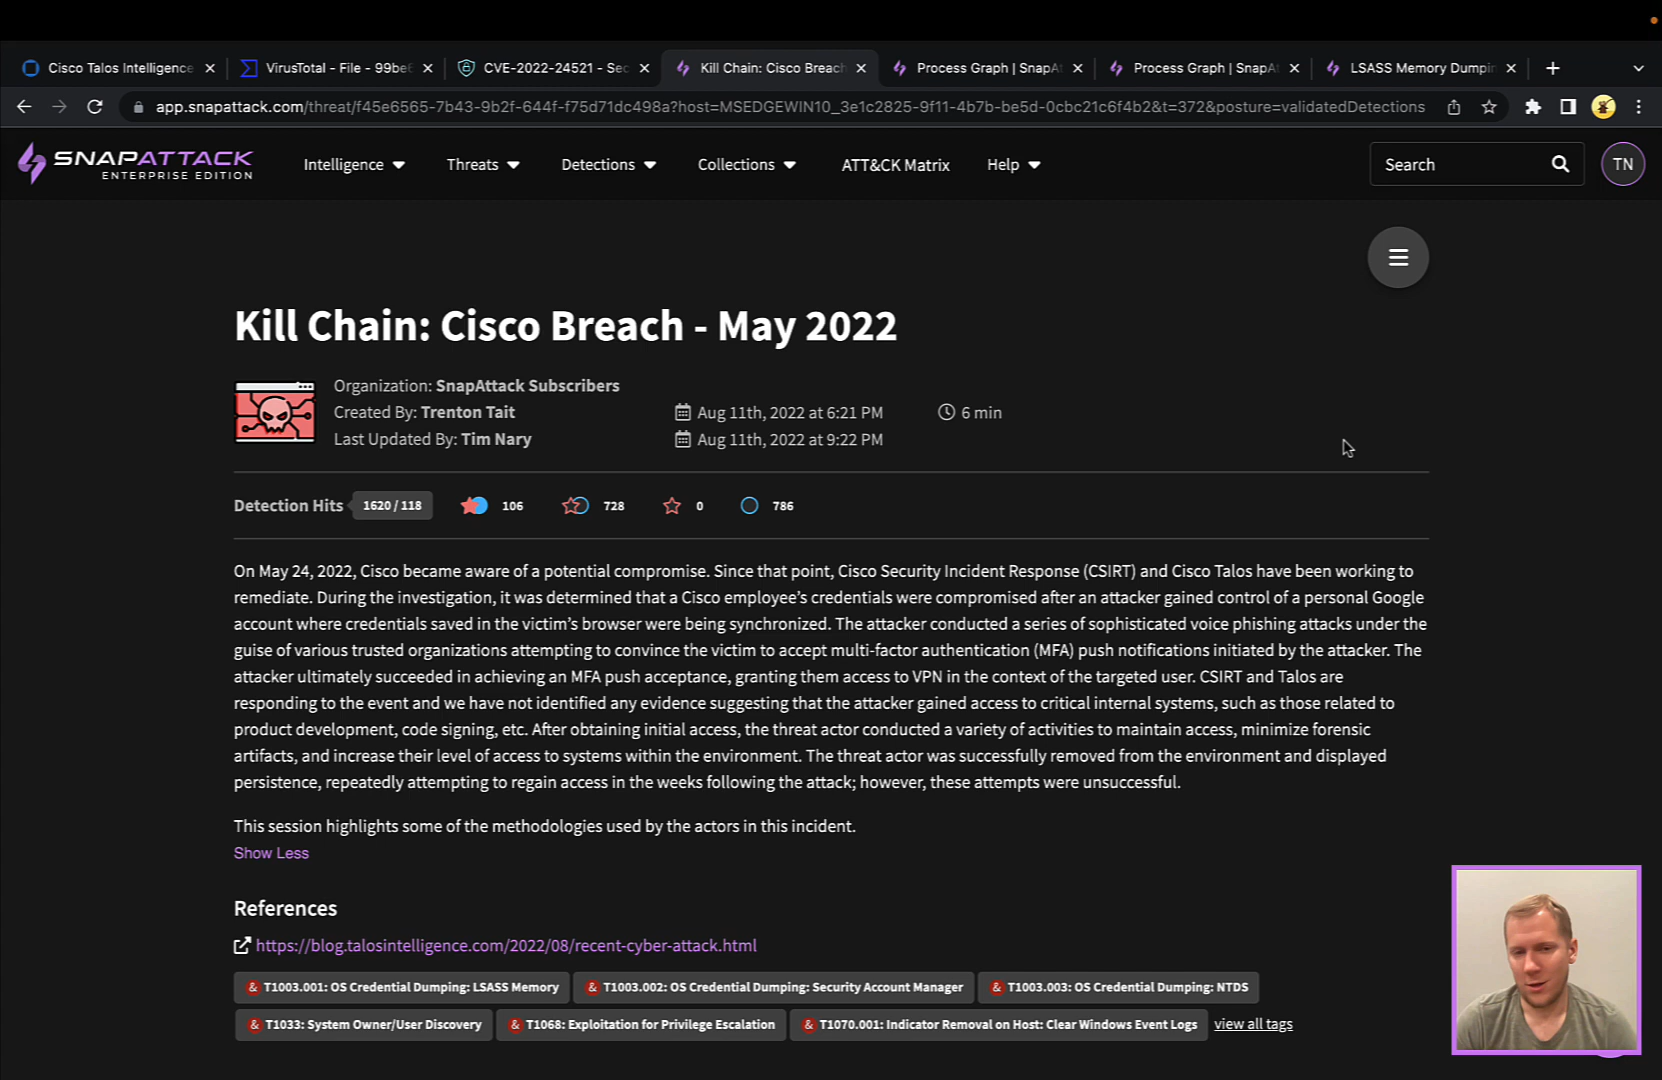 Cisco Talos Intelligence
VirusTotal - File - 99be
CVE-2022-24521 - Sec
Kill Chain: Cisco Breach
Process Graph | SnapAt
Process Graph | SnapAt
LSASS Memory Dumpin
app.snapattack.com/threat/f45e6565-7b43-9b2f-644f-f75d71dc498a?host=MSEDGEWIN10_3e1c2825-9f11-4b7b-be5d-0cbc21c6f4b2&t=372&posture=validatedDetections
SNAPATTACK
ENTERPRISE EDITION
Intelligence
Threats
Detections
Collections
ATT&CK Matrix
Help
Search
TN
Kill Chain: Cisco Breach - May 2022
Organization: SnapAttack Subscribers
Created By: Trenton Tait
Aug 11th, 2022 at 6:21 PM
6 min
Last Updated By: Tim Nary
Aug 11th, 2022 at 9:22 PM
Detection Hits 1620 / 118 106 728 0 786
On May 24, 2022, Cisco became aware of a potential compromise. Since that point, Cisco Security Incident Response (CSIRT) and Cisco Talos have been working to
remediate. During the investigation, it was determined that a Cisco employee's credentials were compromised after an attacker gained control of a personal Google
account where credentials saved in the victim's browser were being synchronized. The attacker conducted a series of sophisticated voice phishing attacks under the
guise of various trusted organizations attempting to convince the victim to accept multi-factor authentication (MFA) push notifications initiated by the attacker. The
attacker ultimately succeeded in achieving an MFA push acceptance, granting them access to VPN in the context of the targeted user. CSIRT and Talos are
responding to the event and we have not identified any evidence suggesting that the attacker gained access to critical internal systems, such as those related to
product development, code signing, etc. After obtaining initial access, the threat actor conducted a variety of activities to maintain access, minimize forensic
artifacts, and increase their level of access to systems within the environment. The threat actor was successfully removed from the environment and displayed
persistence, repeatedly attempting to regain access in the weeks following the attack; however, these attempts were unsuccessful.
This session highlights some of the methodologies used by the actors in this incident.
Show Less
References
https://blog.talosintelligence.com/2022/08/recent-cyber-attack.html
& T1003.001: OS Credential Dumping: LSASS Memory
& T1003.002: OS Credential Dumping: Security Account Manager
& T1003.003: OS Credential Dumping: NTDS
& T1033: System Owner/User Discovery
& T1068: Exploitation for Privilege Escalation
& T1070.001: Indicator Removal on Host: Clear Windows Event Logs
view all tags